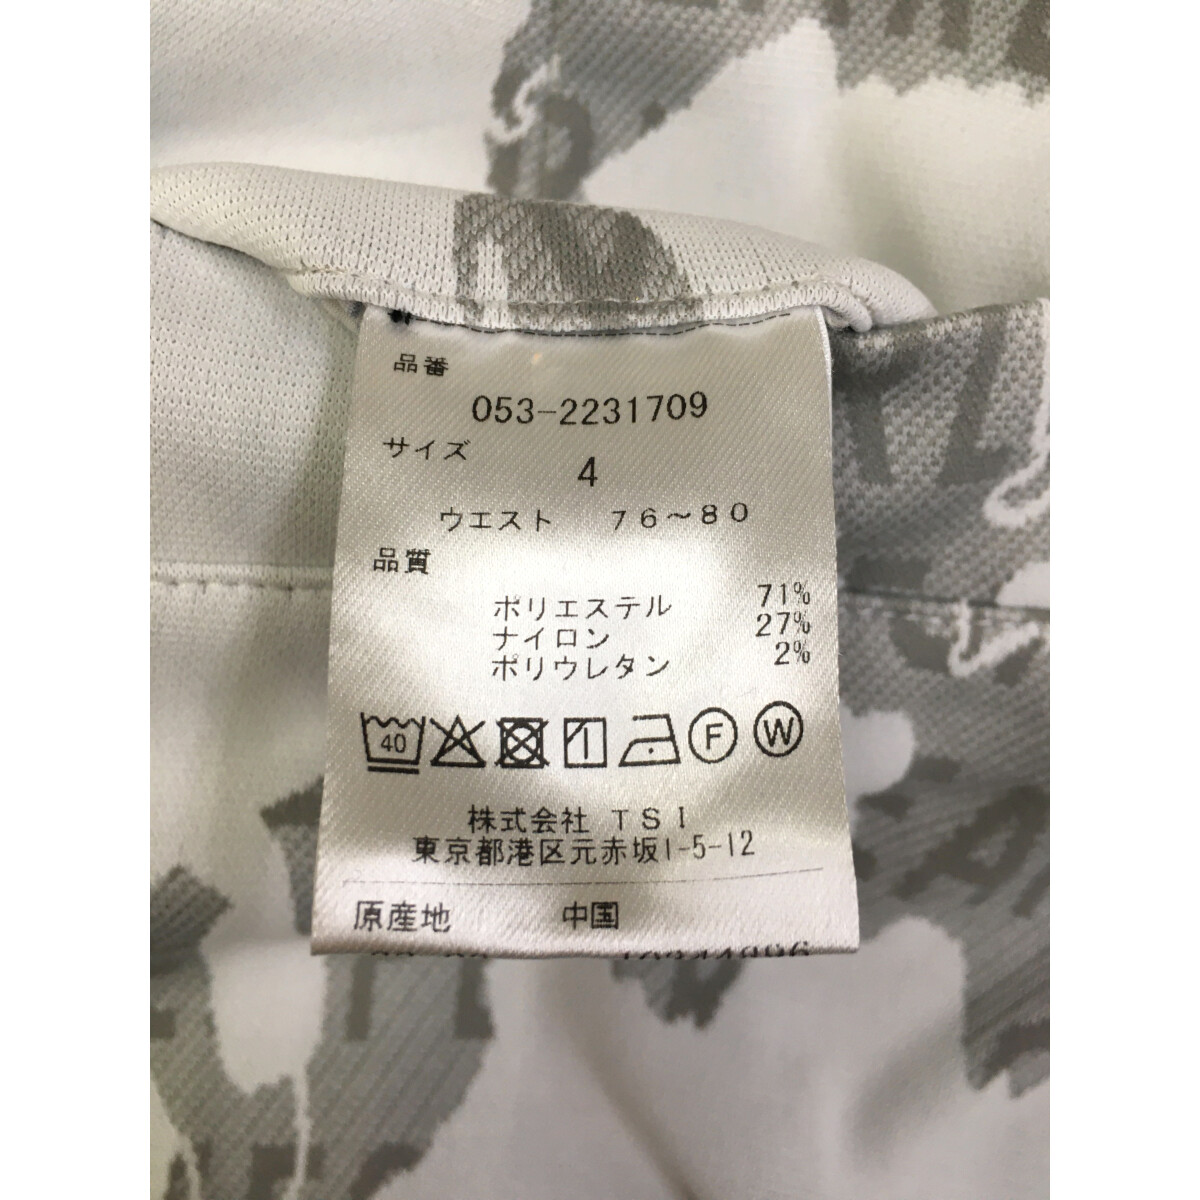 品番
053-2231709
サイズ
4
ウエスト 76～80
品質
ポリエステル 71%
ナイロン 27%
ポリウレタン 2%
40 1 F W
株式会社 TSI
東京都港区元赤坂1-5-12
原産地 中国